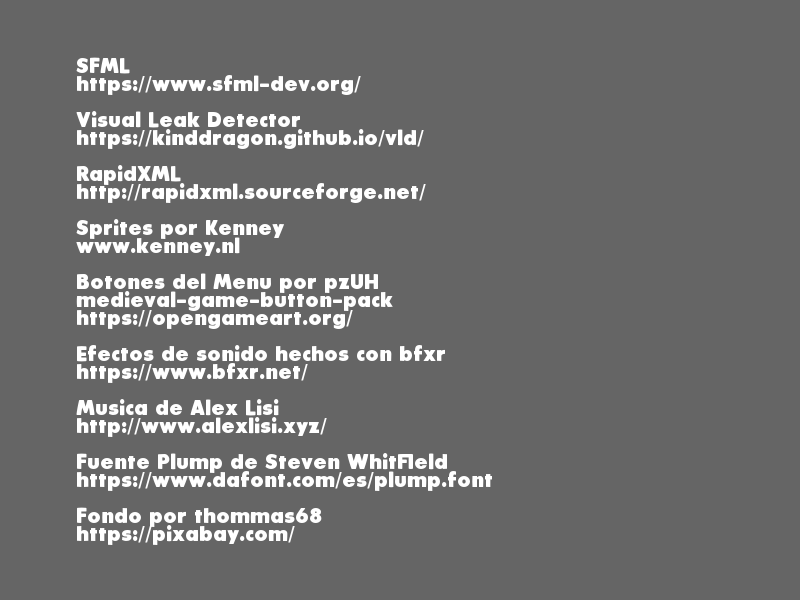 SFML
https://www.sfml-dev.org/
Visual Leak Detector
https://kinddragon.github.io/vld/
RapidXML
http://rapidxml.sourceforge.net/
Sprites por Kenney
www.kenney.nl
Botones del Menu por pzUH
medieval-game-button-pack
https://opengameart.org/
Efectos de sonido hechos con bfxr
https://www.bfxr.net/
Musica de Alex Lisi
http://www.alexlisi.xyz/
Fuente Plump de Steven WhitField
https://www.dafont.com/es/plump.font
Fondo por thommas68
https://pixabay.com/